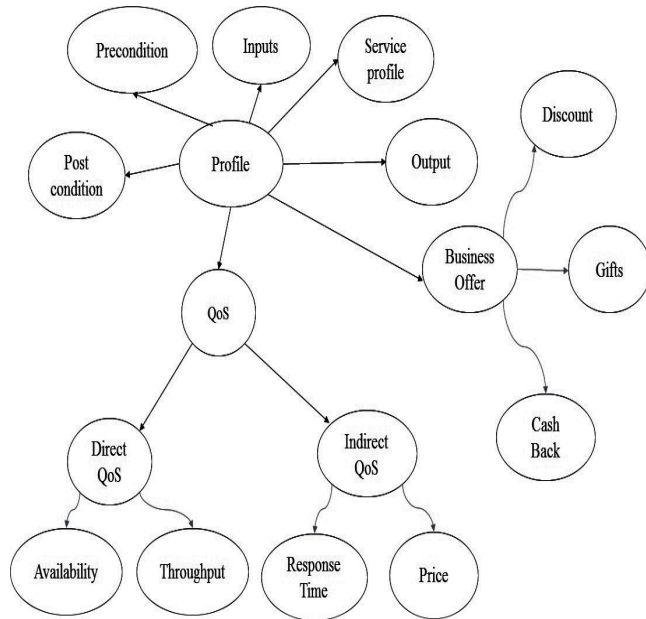 Precondition
Inputs
Service
profile
Discount
Post
condition
Profile
Output
Business
Offer
Gifts
QoS
Cash
Back
Direct
QoS
Indirect
QoS
Availability
Throughput
Response
Time
Price